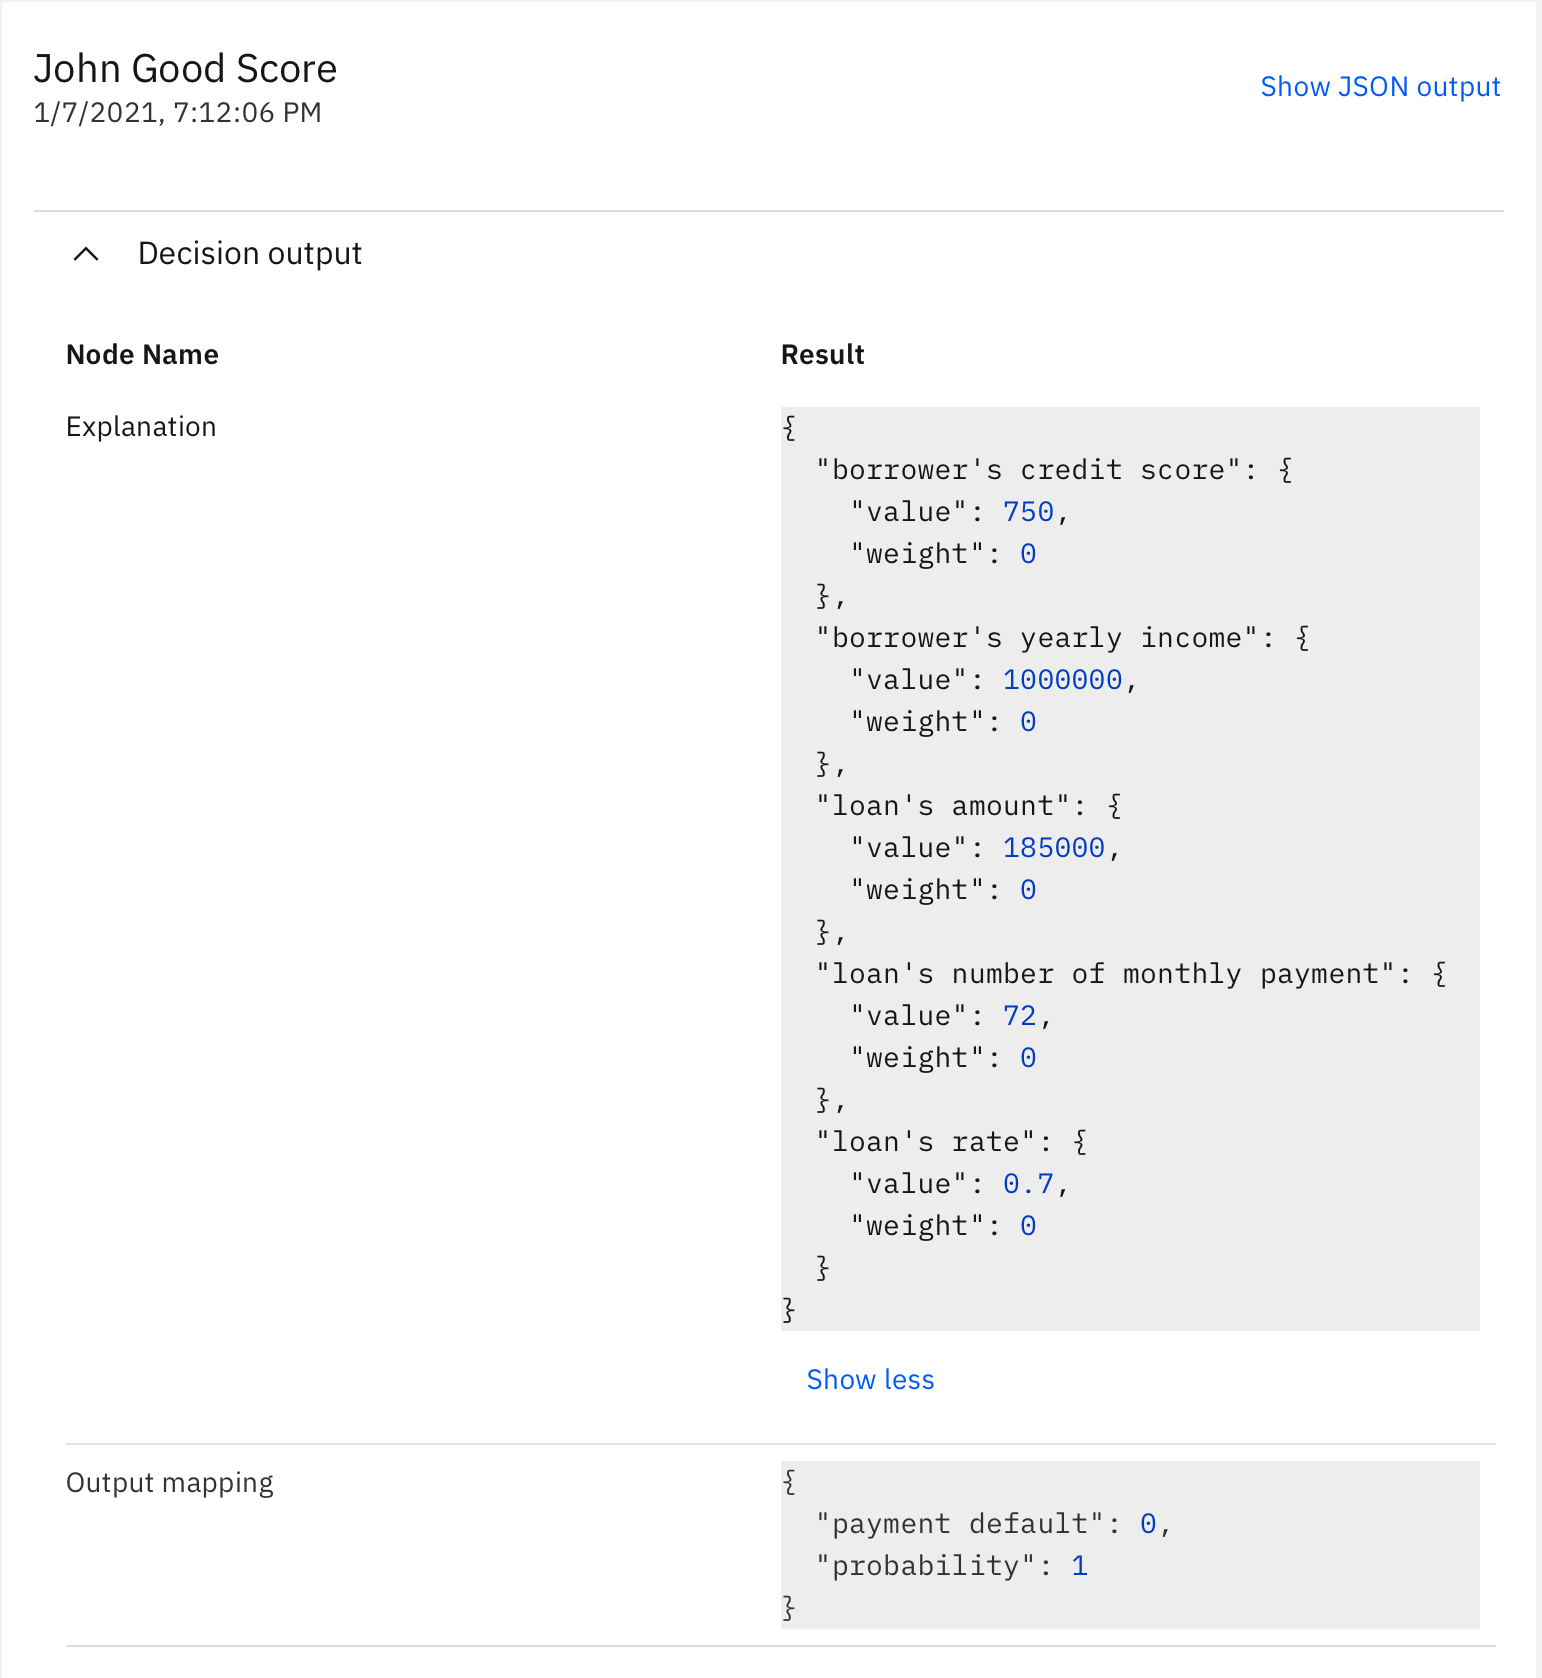 John Good Score
Show JSON output
1/7/2021, 7:12:06 PM
Decision output
Node Name
Result
Explanation
{
  "borrower's credit score": {
    "value": 750,
    "weight": 0
  },
  "borrower's yearly income": {
    "value": 1000000,
    "weight": 0
  },
  "loan's amount": {
    "value": 185000,
    "weight": 0
  },
  "loan's number of monthly payment": {
    "value": 72,
    "weight": 0
  },
  "loan's rate": {
    "value": 0.7,
    "weight": 0
  }
}
Show less
Output mapping
{
  "payment default": 0,
  "probability": 1
}